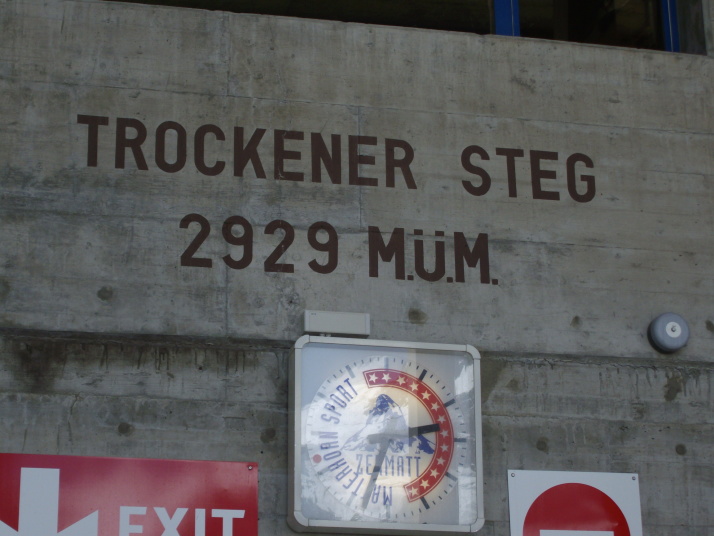 TROCKENER STEG
2929 M.Ü.M.
MATTERHORN SPORT
ZERMATT
EXIT